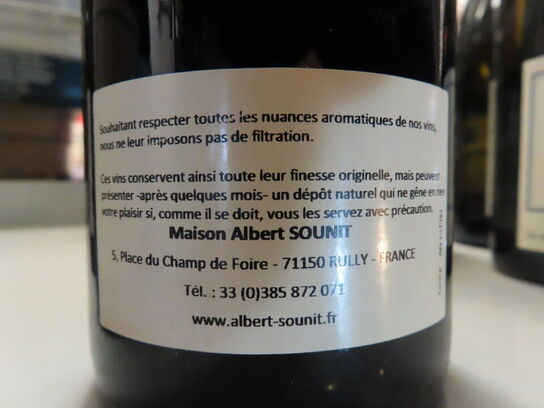 Souhaitant respecter toutes les nuances aromatiques de nos vins,
nous ne leur imposons pas de filtration.
Ces vins conservent ainsi toute leur finesse originelle, mais peuvent
présenter -après quelques mois- un dépôt naturel qui ne gêne en
votre plaisir si, comme il se doit, vous les servez avec précaution.
Maison Albert SOUNIT
5, Place du Champ de Foire - 71150 RULLY - FRANCE
Tél. : 33 (0)385 872 071
www.albert-sounit.fr